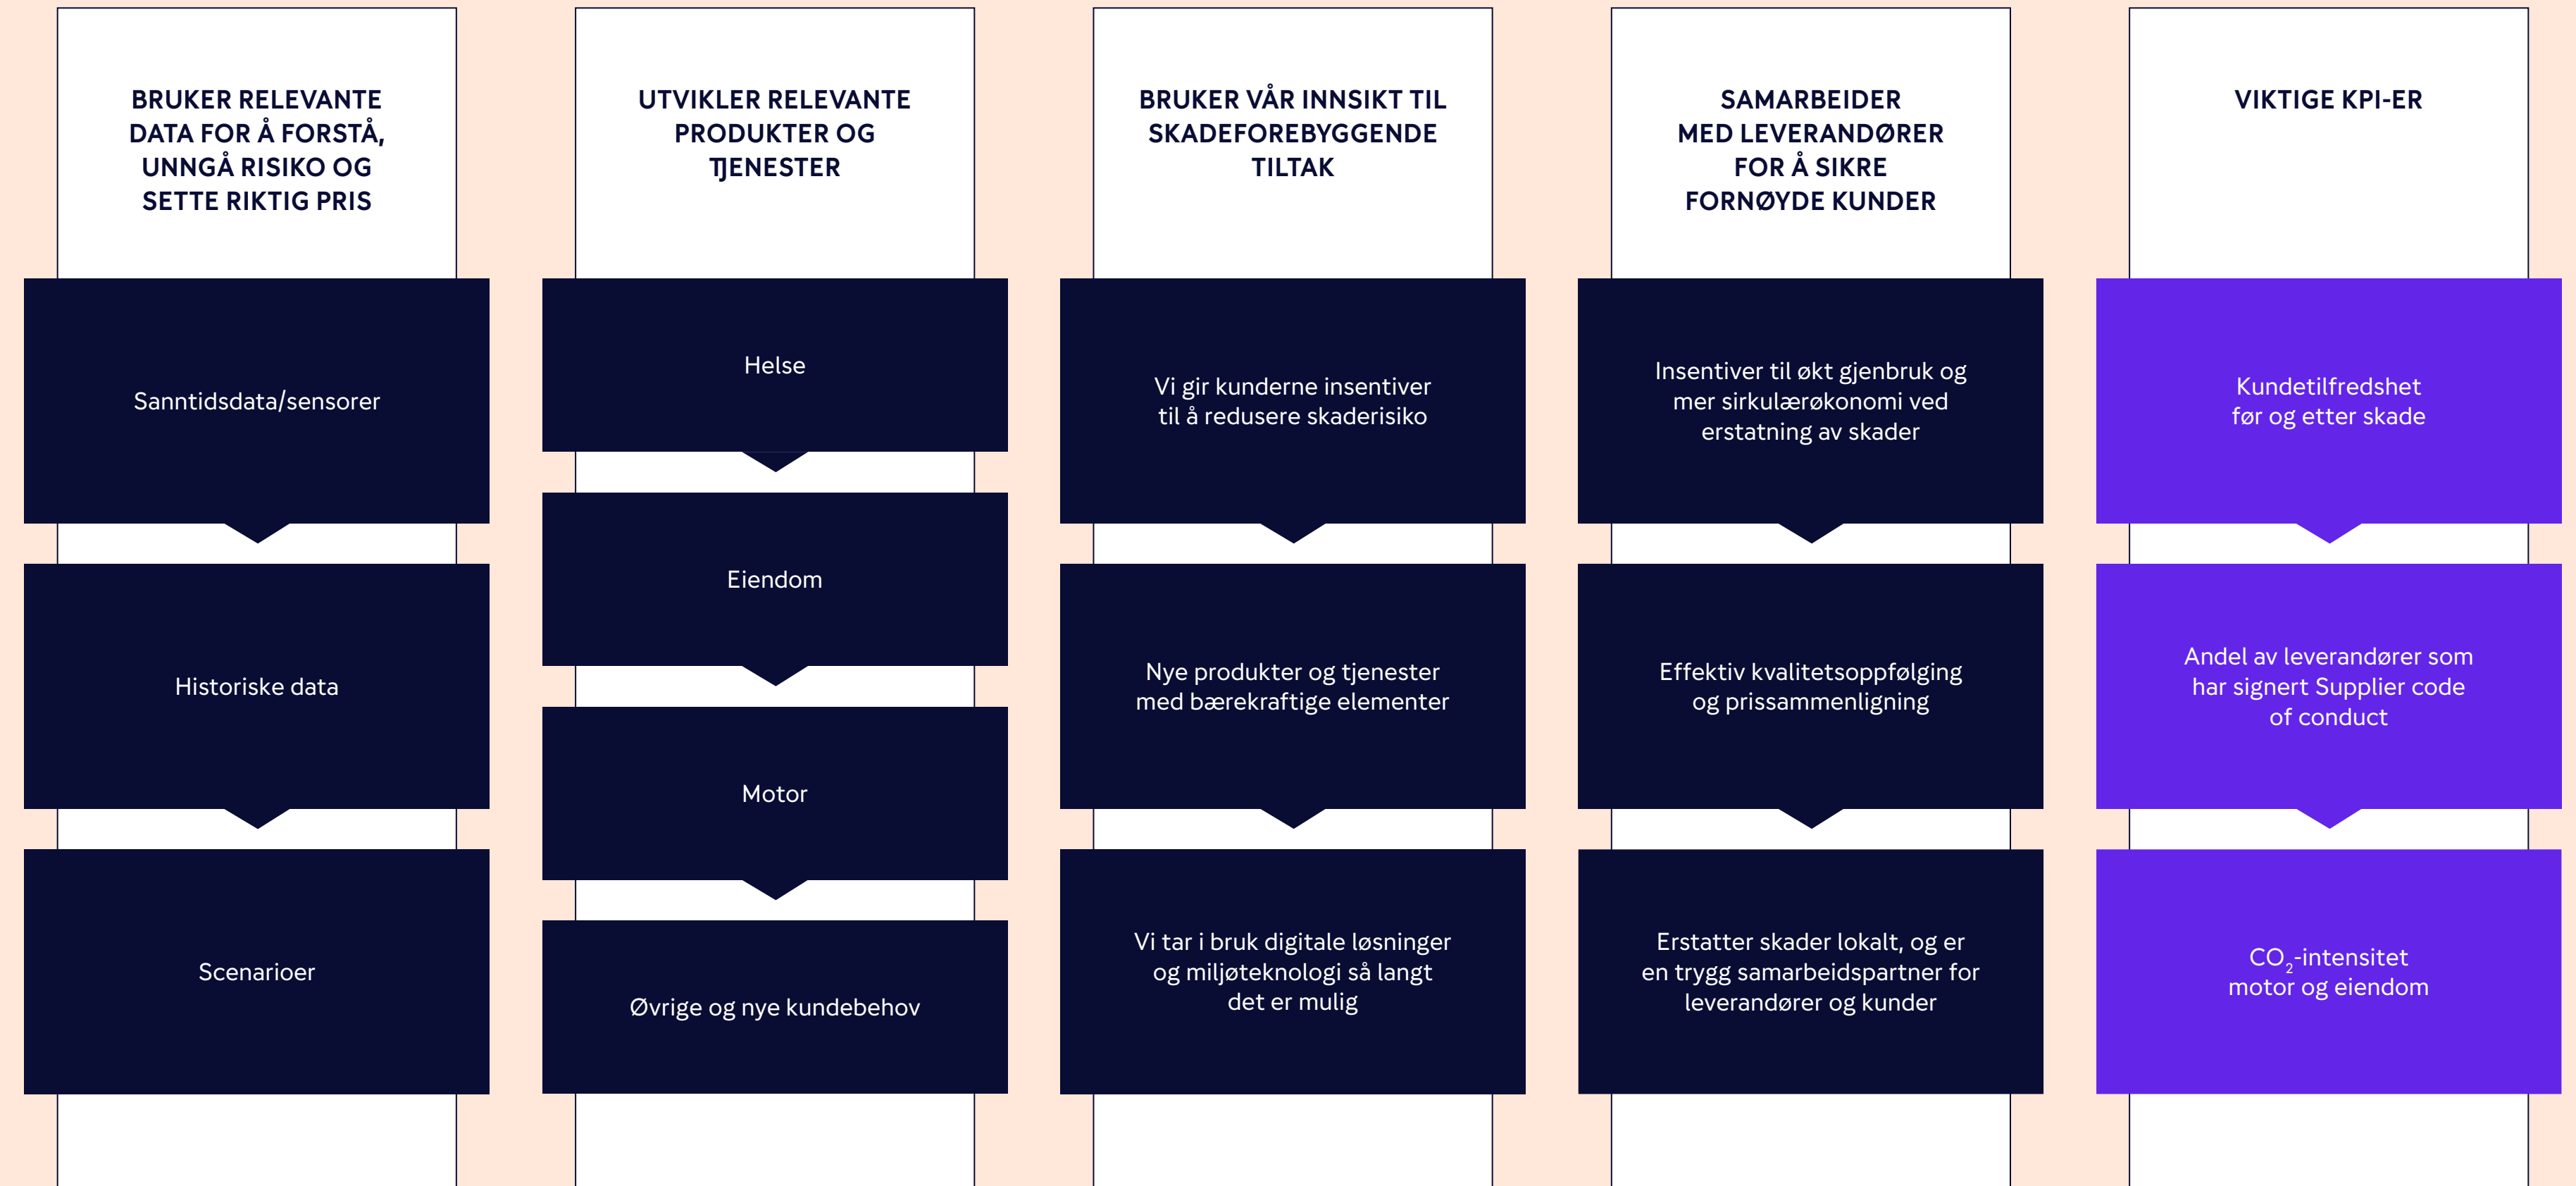 BRUKER RELEVANTE
DATA FOR Å FORSTÅ,
UNNGÅ RISIKO OG
SETTE RIKTIG PRIS
Sanntidsdata/sensorer
Historiske data
Scenarioer
UTVIKLER RELEVANTE
PRODUKTER OG
TJENESTER
Helse
Eiendom
Motor
Øvrige og nye kundebehov
BRUKER VÅR INNSIKT TIL
SKADEFOREBYGGENDE
TILTAK
Vi gir kunderne insentiver
til å redusere skaderisiko
Nye produkter og tjenester
med bærekraftige elementer
Vi tar i bruk digitale løsninger
og miljøteknologi så langt
det er mulig
SAMARBEIDER
MED LEVERANDØRER
FOR Å SIKRE
FORNØYDE KUNDER
Insentiver til økt gjenbruk og
mer sirkulærøkonomi ved
erstatning av skader
Effektiv kvalitetsoppfølging
og prissammenligning
Erstatter skader lokalt, og er
en trygg samarbeidspartner for
leverandører og kunder
VIKTIGE KPI-ER
Kundetilfredshet
før og etter skade
Andel av leverandører som
har signert Supplier code
of conduct
CO₂-intensitet
motor og eiendom